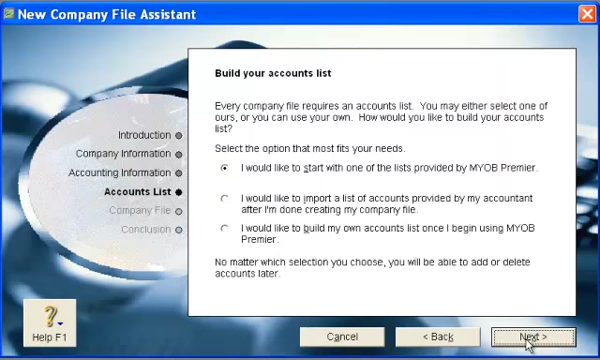 New Company File Assistant
Build your accounts list
Every company file requires an accounts list. You may either select one of
ours, or you can use your own. How would you like to build your accounts
list?
Select the option that most fits your needs.
I would like to start with one of the lists provided by MYOB Premier.
I would like to import a list of accounts provided by my accountant
after I'm done creating my company file.
I would like to build my own accounts list once I begin using MYOB
Premier.
No matter which selection you choose, you will be able to add or delete
accounts later.
Introduction
Company Information
Accounting Information
Accounts List
Company File
Conclusion
Help F1
Cancel
< Back
Next >